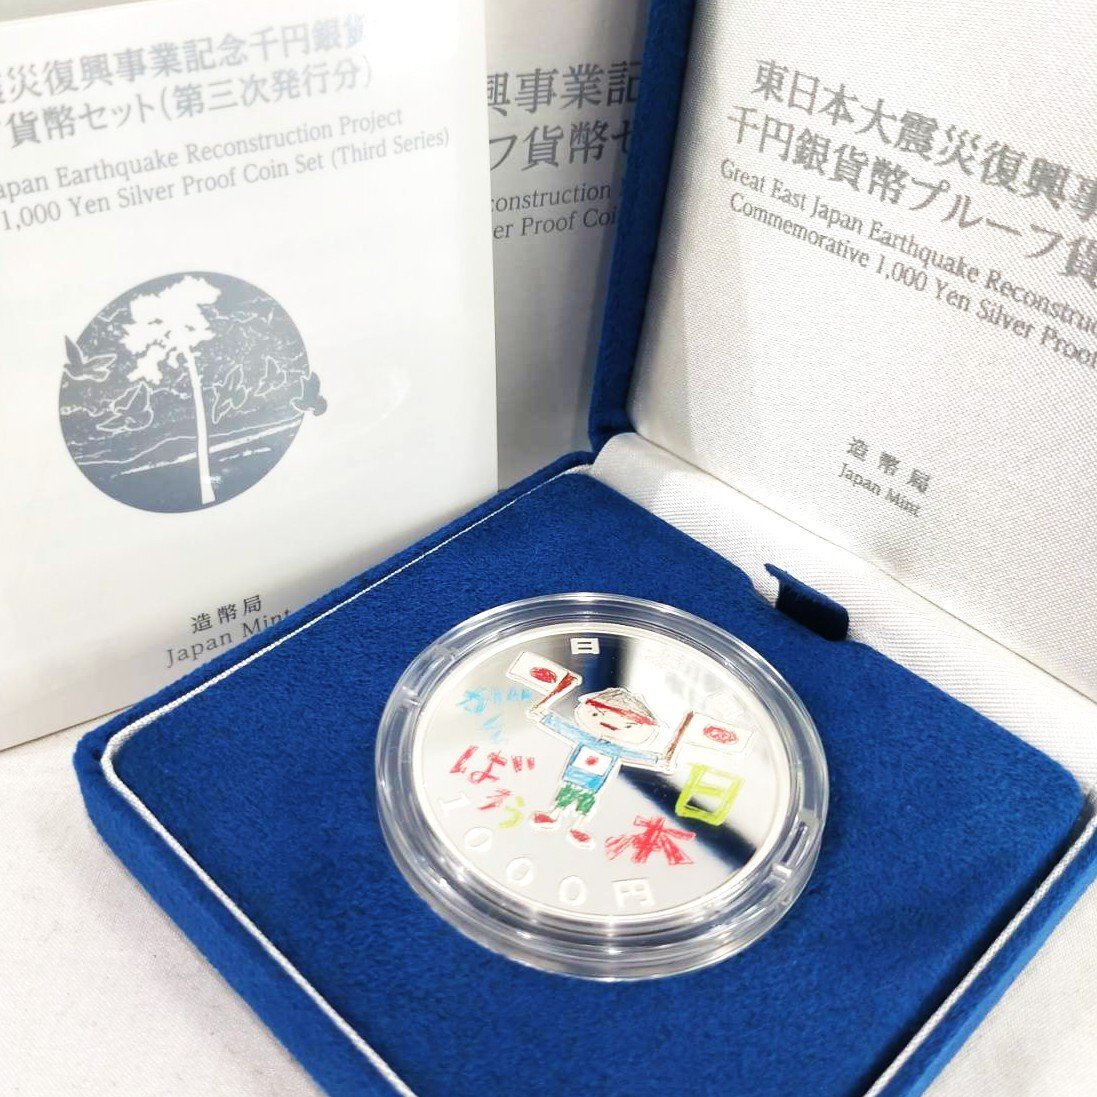 災復興事業記念千円銀貨
貨幣セット(第三次発行分)
Japan Earthquake Reconstruction Project
1,000 Yen Silver Proof Coin Set (Third Series)
造幣局
Japan Mint
興事業記
フ貨幣セ
construction
er Proof Coi
東日本大震災復興事
千円銀貨幣プルーフ貨
Great East Japan Earthquake Reconstruc
Commemorative 1,000 Yen Silver Proof
造幣局
Japan Mint
日
がん
ばろう
日
本
1000円